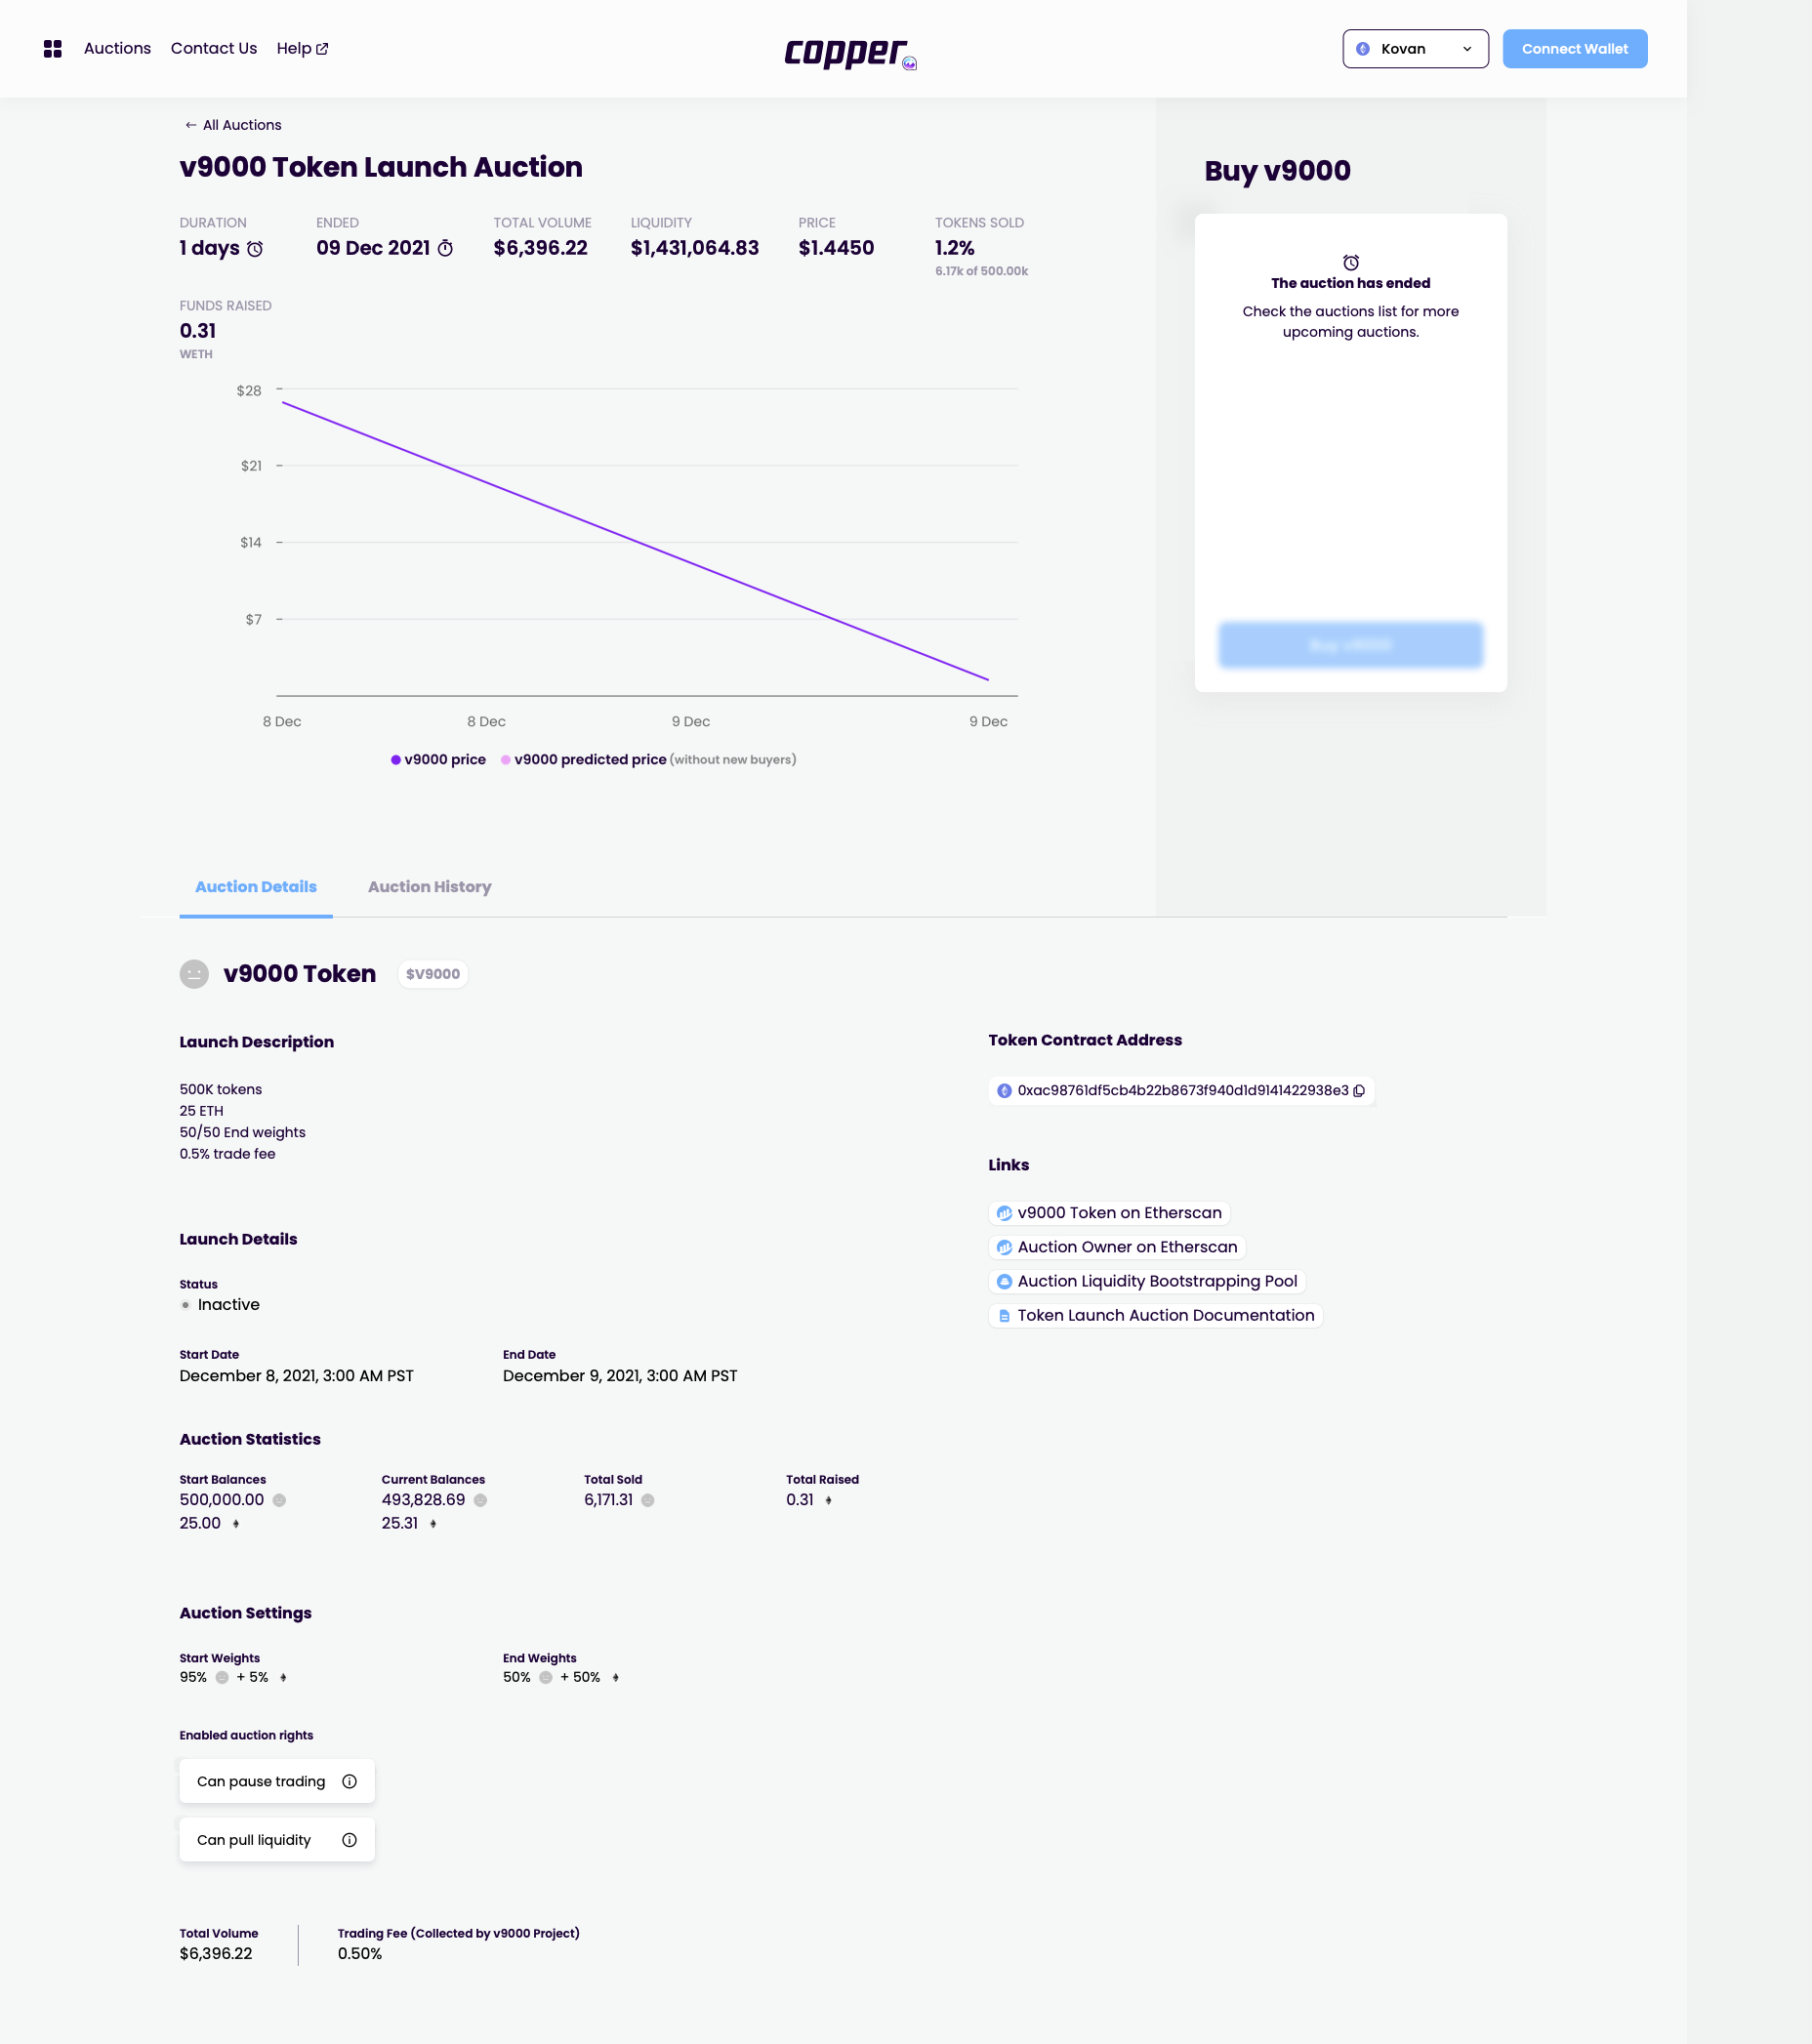 Auctions Contact Us Help
copper
Kovan
Connect Wallet
← All Auctions
v9000 Token Launch Auction
DURATION
1 days
ENDED
09 Dec 2021
TOTAL VOLUME
$6,396.22
LIQUIDITY
$1,431,064.83
PRICE
$1.4450
TOKENS SOLD
1.2%
6.17k of 500.00k
FUNDS RAISED
0.31
WETH
Buy v9000
The auction has ended
Check the auctions list for more
upcoming auctions.
Buy v9000
$28
$21
$14
$7
8 Dec 8 Dec 9 Dec 9 Dec
v9000 price v9000 predicted price (without new buyers)
Auction Details Auction History
v9000 Token $V9000
Launch Description
500K tokens
25 ETH
50/50 End weights
0.5% trade fee
Token Contract Address
0xac98761df5cb4b22b8673f940d1d9141422938e3
Links
v9000 Token on Etherscan
Auction Owner on Etherscan
Auction Liquidity Bootstrapping Pool
Token Launch Auction Documentation
Launch Details
Status
Inactive
Start Date
December 8, 2021, 3:00 AM PST
End Date
December 9, 2021, 3:00 AM PST
Auction Statistics
Start Balances
500,000.00
25.00
Current Balances
493,828.69
25.31
Total Sold
6,171.31
Total Raised
0.31
Auction Settings
Start Weights
95% + 5%
End Weights
50% + 50%
Enabled auction rights
Can pause trading
Can pull liquidity
Total Volume
$6,396.22
Trading Fee (Collected by v9000 Project)
0.50%